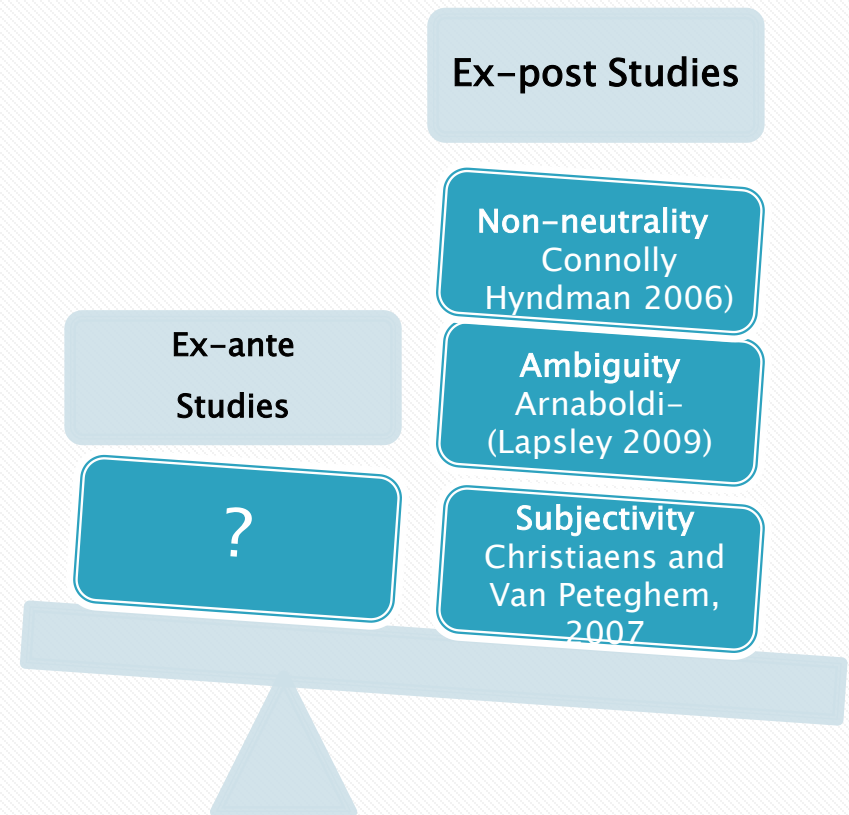 Ex-post Studies
Non-neutrality
Connolly
Hyndman 2006)
Ambiguity
Arnaboldi-
(Lapsley 2009)
Subjectivity
Christiaens and
Van Peteghem,
2007
Ex-ante
Studies
?